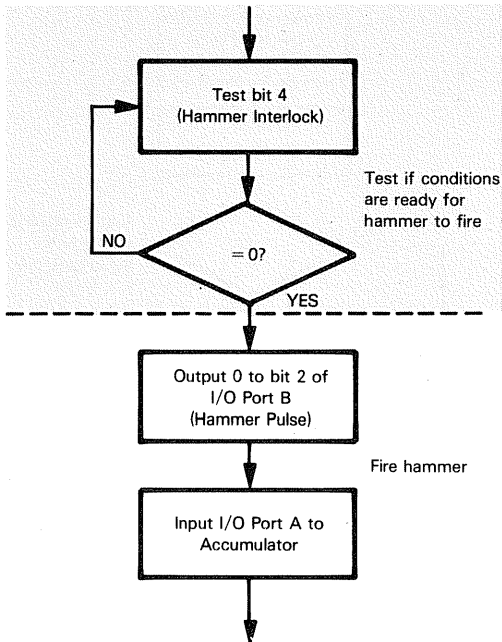 Test bit 4
(Hammer Interlock)
Test if conditions
are ready for
hammer to fire
NO
= 0?
YES
Output 0 to bit 2 of
I/O Port B
(Hammer Pulse)
Fire hammer
Input I/O Port A to
Accumulator